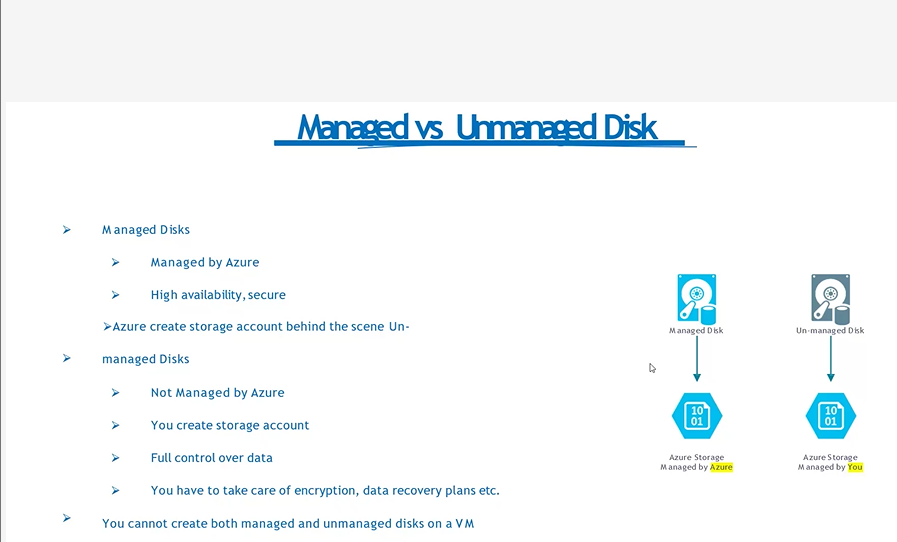 Managed vs Unmanaged Disk
➢ Managed Disks
➢ Managed by Azure
➢ High availability, secure
➢Azure create storage account behind the scene Un-
➢ managed Disks
➢ Not Managed by Azure
➢ You create storage account
➢ Full control over data
➢ You have to take care of encryption, data recovery plans etc.
➢ You cannot create both managed and unmanaged disks on a VM
Managed Disk
10
01
Azure Storage
Managed by Azure
Un-managed Disk
10
01
Azure Storage
Managed by You